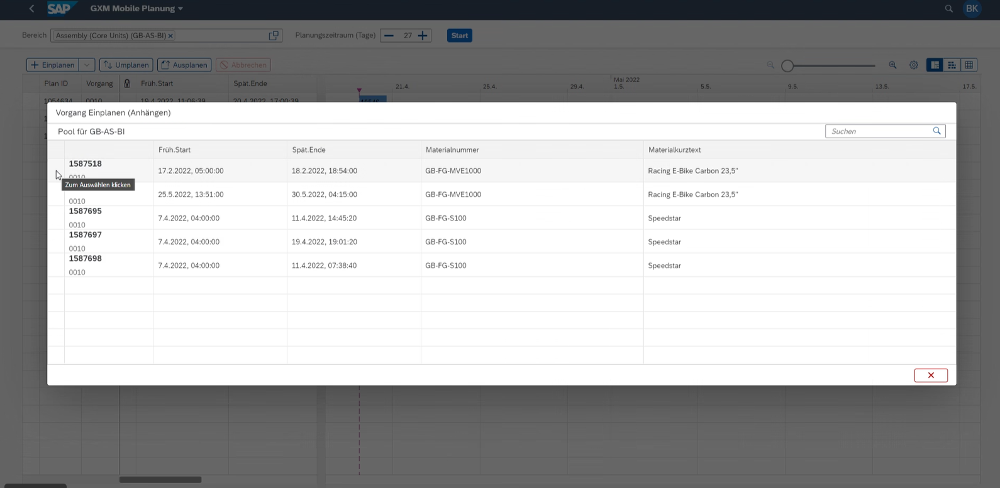 SAP GXM Mobile Planung BK
Bereich Assembly (Core Units) (GB-AS-BI) Planungszeitraum (Tage) 27 Start
Einplanen Umplanen Ausplanen Abbrechen
Plan ID Vorgang Früh.Start Spät.Ende
Mai 2022
21.4. 25.4. 29.4. 1.5. 5.5. 9.5. 13.5. 17.5.
1054634 0010 19.4.2022, 11:06:39 20.4.2022, 17:00:39
Vorgang Einplanen (Anhängen)
Pool für GB-AS-BI Suchen
Früh.Start Spät.Ende Materialnummer Materialkurztext
1587518
0010 17.2.2022, 05:00:00 18.2.2022, 18:54:00 GB-FG-MVE1000 Racing E-Bike Carbon 23,5"
Zum Auswählen klicken
0010 25.5.2022, 13:51:00 30.5.2022, 04:15:00 GB-FG-MVE1000 Racing E-Bike Carbon 23,5"
1587695
0010 7.4.2022, 04:00:00 11.4.2022, 14:45:20 GB-FG-S100 Speedstar
1587697
0010 7.4.2022, 04:00:00 19.4.2022, 19:01:20 GB-FG-S100 Speedstar
1587698
0010 7.4.2022, 04:00:00 11.4.2022, 07:38:40 GB-FG-S100 Speedstar